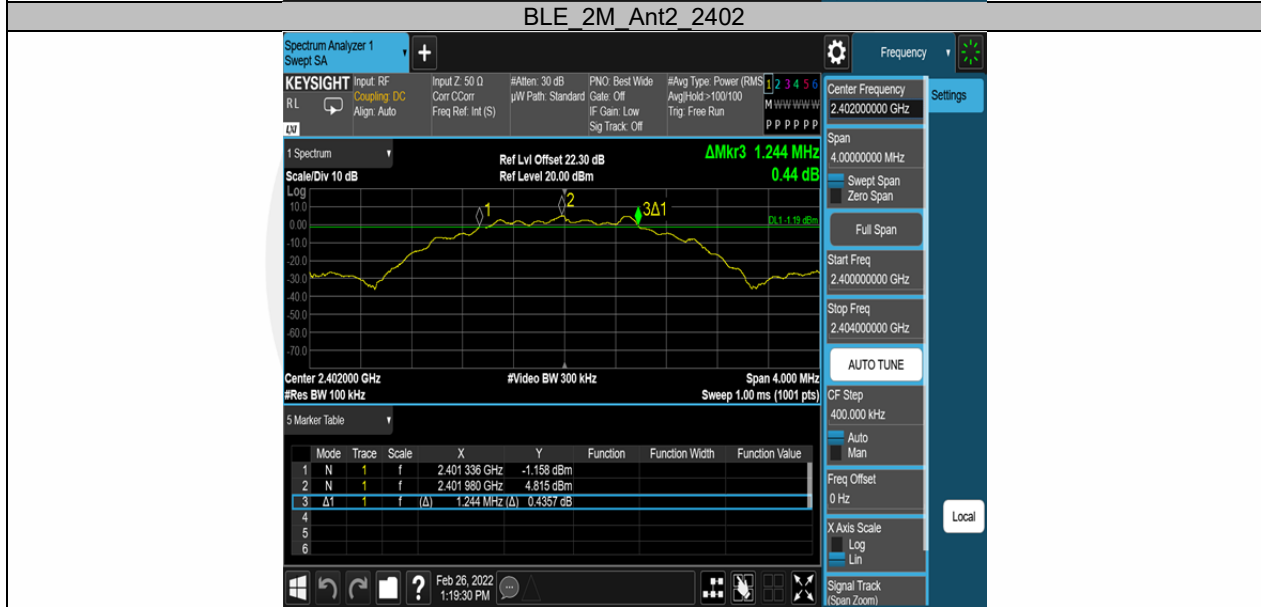 BLE_2M_Ant2_2402
Spectrum Analyzer 1
Swept SA
+
Frequency
KEYSIGHT
RL
LXI
Input: RF
Coupling: DC
Align: Auto
Input Z: 50 Ω
Corr CCorr
Freq Ref: Int (S)
#Atten: 30 dB
µW Path: Standard
PNO: Best Wide
Gate: Off
IF Gain: Low
Sig Track: Off
#Avg Type: Power (RMS
Avg|Hold:>100/100
Trig: Free Run
1 2 3 4 5 6
M W W W W W
P P P P P P
1 Spectrum
Scale/Div 10 dB
Ref Lvl Offset 22.30 dB
Ref Level 20.00 dBm
ΔMkr3 1.244 MHz
0.44 dB
Log
10.0
0.00
-10.0
-20.0
-30.0
-40.0
-50.0
-60.0
-70.0
1
2
3Δ1
DL1 -1.19 dBm
Center 2.402000 GHz
#Video BW 300 kHz
Span 4.000 MHz
#Res BW 100 kHz
Sweep 1.00 ms (1001 pts)
5 Marker Table
Mode Trace Scale X Y Function Function Width Function Value
1 N 1 f 2.401 336 GHz -1.158 dBm
2 N 1 f 2.401 980 GHz 4.815 dBm
3 Δ1 1 f (Δ) 1.244 MHz (Δ) 0.4357 dB
4
5
6
?
Feb 26, 2022
1:19:30 PM
Center Frequency
2.402000000 GHz
Settings
Span
4.00000000 MHz
Swept Span
Zero Span
Full Span
Start Freq
2.400000000 GHz
Stop Freq
2.404000000 GHz
AUTO TUNE
CF Step
400.000 kHz
Auto
Man
Freq Offset
0 Hz
X Axis Scale
Log
Lin
Local
Signal Track
(Span Zoom)